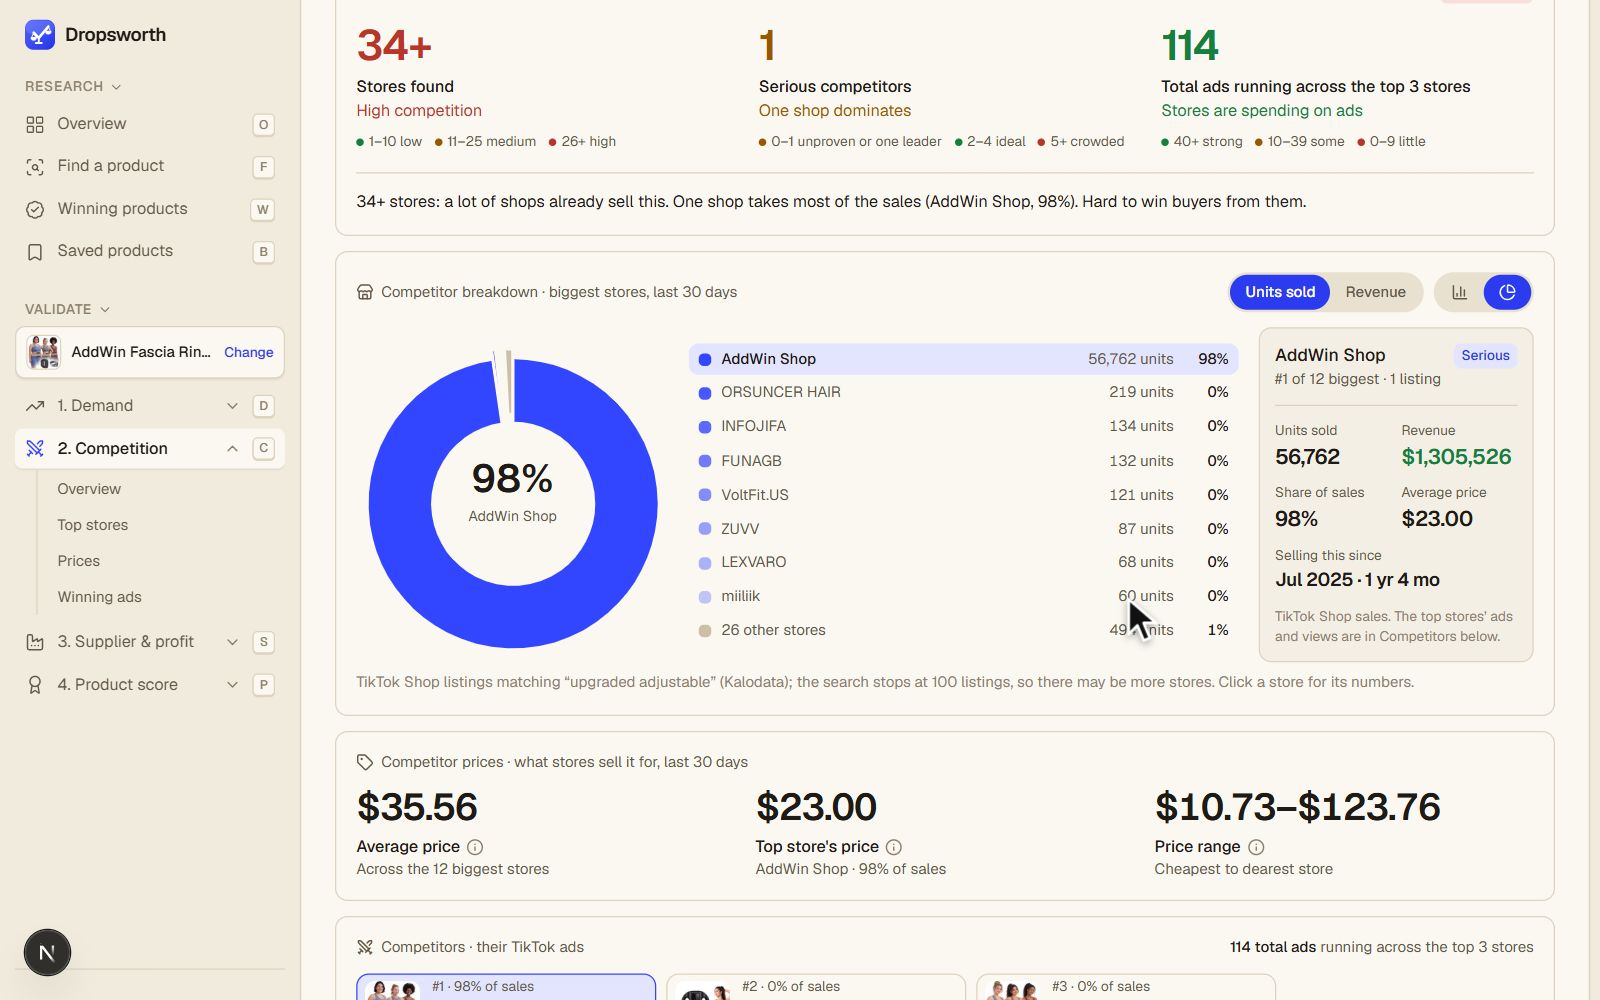 Dropsworth
RESEARCH
Overview O
Find a product F
Winning products W
Saved products B
VALIDATE
AddWin Fascia Rin... Change
1. Demand D
2. Competition C
Overview
Top stores
Prices
Winning ads
3. Supplier & profit S
4. Product score P
N
34+
Stores found
High competition
1–10 low 11–25 medium 26+ high
1
Serious competitors
One shop dominates
0–1 unproven or one leader 2–4 ideal 5+ crowded
114
Total ads running across the top 3 stores
Stores are spending on ads
40+ strong 10–39 some 0–9 little
34+ stores: a lot of shops already sell this. One shop takes most of the sales (AddWin Shop, 98%). Hard to win buyers from them.
Competitor breakdown · biggest stores, last 30 days
Units sold Revenue
98%
AddWin Shop
AddWin Shop 56,762 units 98%
ORSUNCER HAIR 219 units 0%
INFOJIFA 134 units 0%
FUNAGB 132 units 0%
VoltFit.US 121 units 0%
ZUVV 87 units 0%
LEXVARO 68 units 0%
miiliik 60 units 0%
26 other stores units 1%
AddWin Shop Serious
#1 of 12 biggest · 1 listing
Units sold Revenue
56,762 $1,305,526
Share of sales Average price
98% $23.00
Selling this since
Jul 2025 · 1 yr 4 mo
TikTok Shop sales. The top stores’ ads
and views are in Competitors below.
TikTok Shop listings matching “upgraded adjustable” (Kalodata); the search stops at 100 listings, so there may be more stores. Click a store for its numbers.
Competitor prices · what stores sell it for, last 30 days
$35.56
Average price
Across the 12 biggest stores
$23.00
Top store's price
AddWin Shop · 98% of sales
$10.73–$123.76
Price range
Cheapest to dearest store
Competitors · their TikTok ads
114 total ads running across the top 3 stores
#1 · 98% of sales
#2 · 0% of sales
#3 · 0% of sales